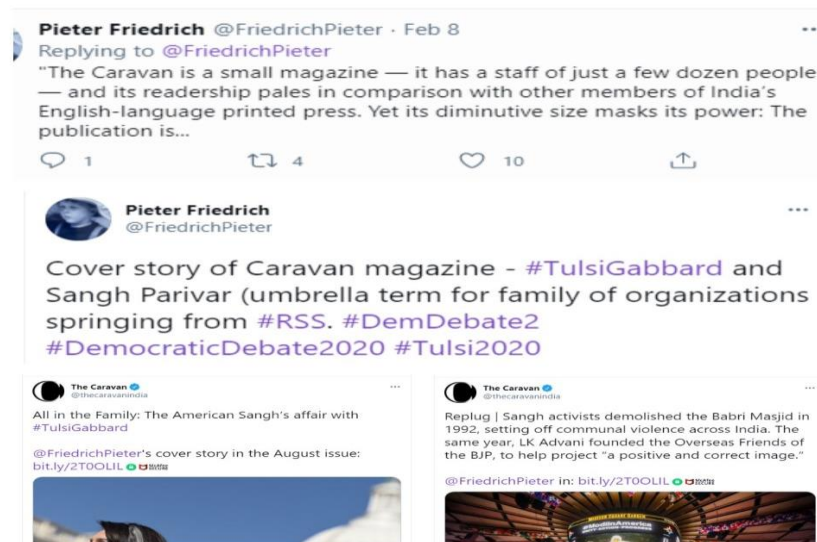 Pieter Friedrich @FriedrichPieter · Feb 8
Replying to @FriedrichPieter
"The Caravan is a small magazine — it has a staff of just a few dozen people
— and its readership pales in comparison with other members of India's
English-language printed press. Yet its diminutive size masks its power: The
publication is...
1 4 10
Pieter Friedrich
@FriedrichPieter
Cover story of Caravan magazine - #TulsiGabbard and
Sangh Parivar (umbrella term for family of organizations
springing from #RSS. #DemDebate2
#DemocraticDebate2020 #Tulsi2020
The Caravan
@thecaravanindia
All in the Family: The American Sangh's affair with
#TulsiGabbard
@FriedrichPieter's cover story in the August issue:
bit.ly/2T0OLIL
The Caravan
@thecaravanindia
Replug | Sangh activists demolished the Babri Masjid in
1992, setting off communal violence across India. The
same year, LK Advani founded the Overseas Friends of
the BJP, to help project "a positive and correct image."
@FriedrichPieter in: bit.ly/2T0OLIL
#ModiInAmerica